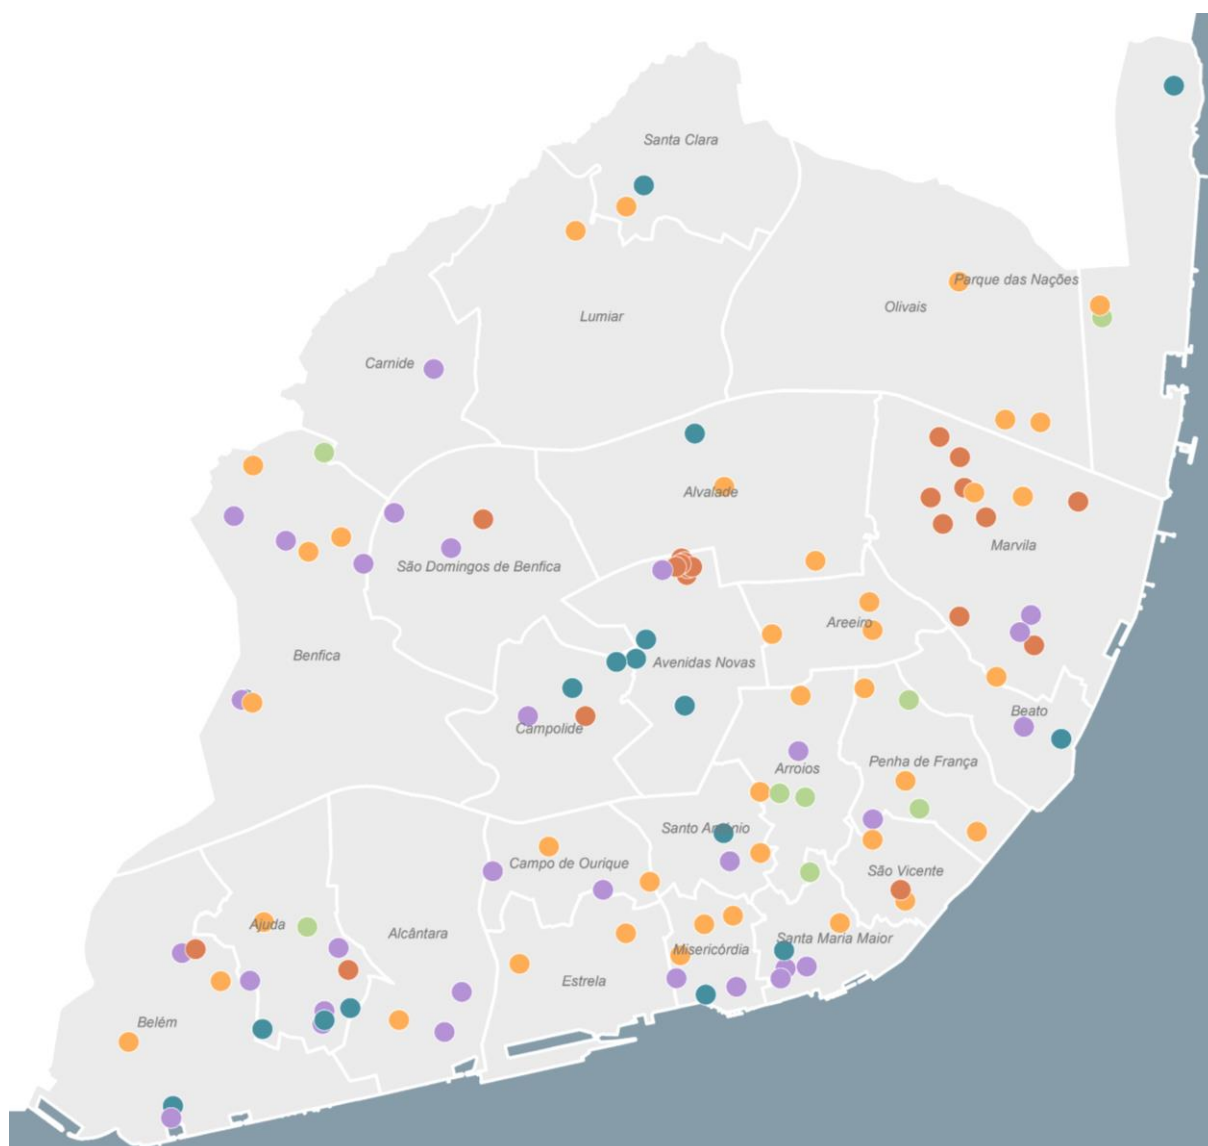 Santa Clara
Parque das Nações
Olivais
Lumiar
Carnide
Alvalade
Marvila
São Domingos de Benfica
Areeiro
Benfica
Avenidas Novas
Beato
Campolide
Penha de França
Arroios
Santo António
Campo de Ourique
São Vicente
Ajuda
Alcântara
Santa Maria Maior
Misericórdia
Estrela
Belém